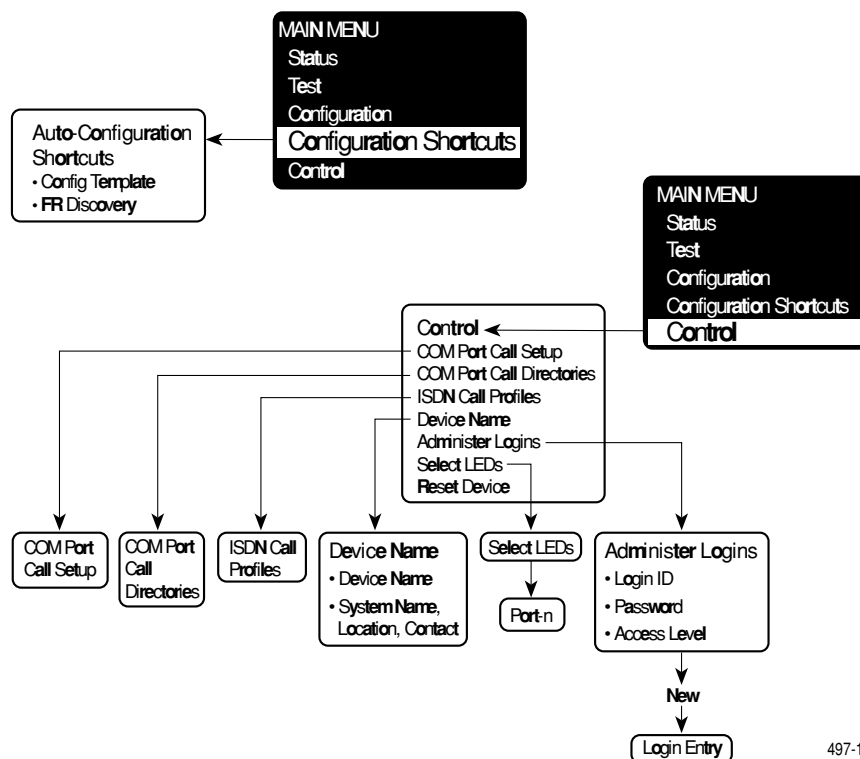 MAIN MENU
Status
Test
Configuration
Configuration Shortcuts
Control
Auto-Configuration
Shortcuts
• Config Template
• FR Discovery
MAIN MENU
Status
Test
Configuration
Configuration Shortcuts
Control
Control
COM Port Call Setup
COM Port Call Directories
ISDN Call Profiles
Device Name
Administer Logins
Select LEDs
Reset Device
COM Port
Call Setup
COM Port
Call
Directories
ISDN Call
Profiles
Device Name
• Device Name
• System Name,
Location, Contact
Select LEDs
Port-n
Administer Logins
• Login ID
• Password
• Access Level
New
Login Entry
497-1